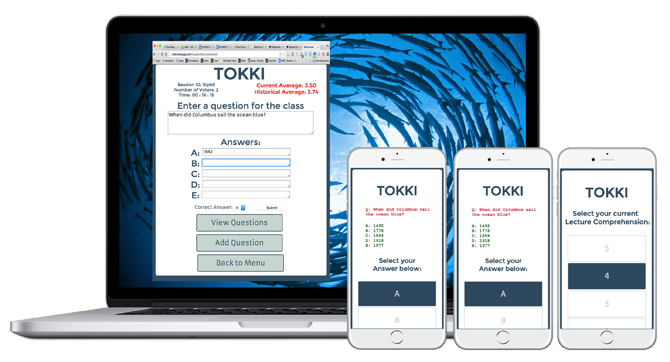 TOKKI
Session ID: Slpb9
Number of Voters: 2
Time: 00 : 16 : 15
Current Average: 3.50
Historical Average: 3.74
Enter a question for the class
When did Columbus sail the ocean blue?
Answers:
A: 1942
B:
C:
D:
E:
Correct Answer: A
Submit
View Questions
Add Question
Back to Menu
TOKKI
Q: When did Columbus sail
the ocean blue?
A: 1492
B: 1776
C: 1864
D: 1918
E: 1977
Select your
Answer below:
A
B
TOKKI
Q: When did Columbus sail
the ocean blue?
A: 1492
B: 1776
C: 1864
D: 1918
E: 1977
Select your
Answer below:
A
B
TOKKI
Select your current
Lecture Comprehension:
5
4
3